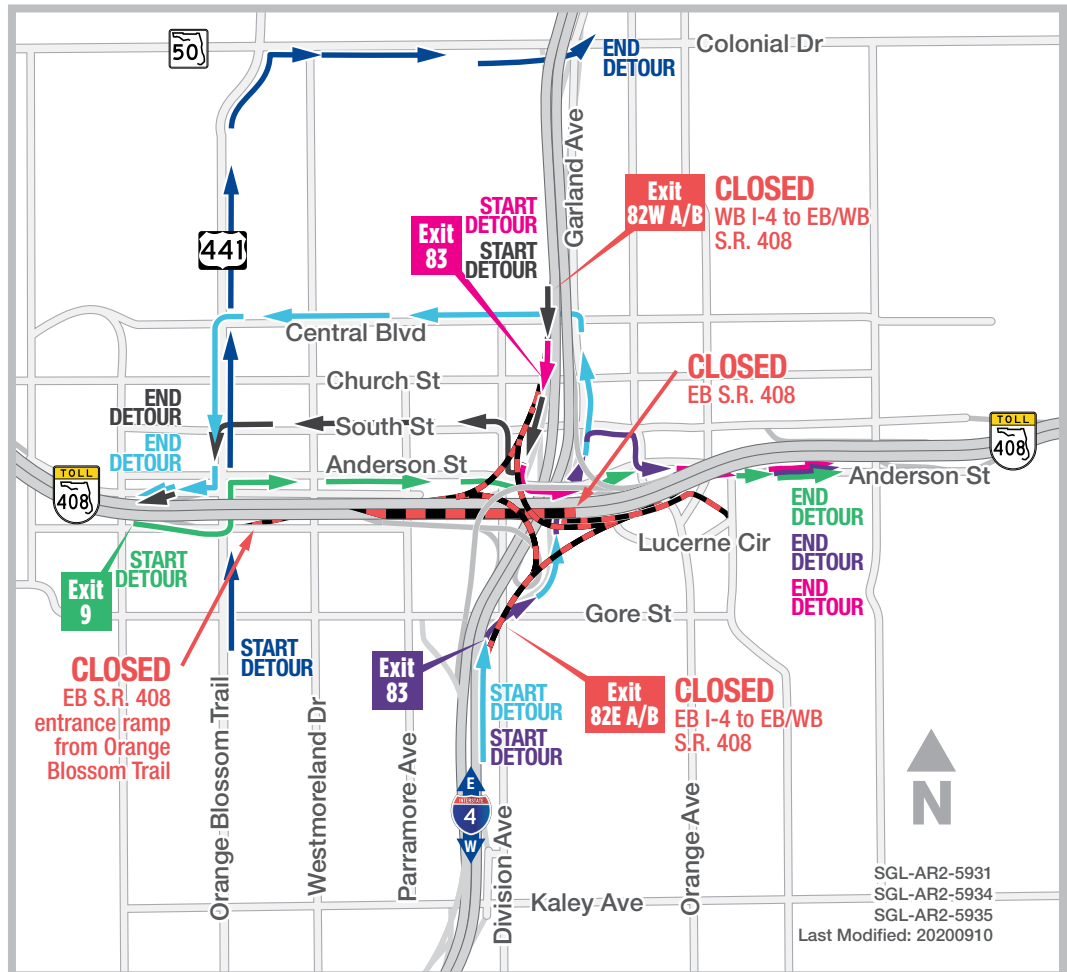 50
Colonial Dr
END
DETOUR
Garland Ave
Exit
82W A/B
CLOSED
WB I-4 to EB/WB
S.R. 408
START
DETOUR
START
DETOUR
Exit
83
441
Central Blvd
Church St
CLOSED
EB S.R. 408
END
DETOUR
END
DETOUR
South St
Anderson St
TOLL
408
TOLL
408
Anderson St
START
DETOUR
Exit
9
END
DETOUR
END
DETOUR
END
DETOUR
Lucerne Cir
Gore St
START
DETOUR
CLOSED
EB S.R. 408
entrance ramp
from Orange
Blossom Trail
Exit
83
START
DETOUR
START
DETOUR
Exit
82E A/B
CLOSED
EB I-4 to EB/WB
S.R. 408
Orange Blossom Trail
Westmoreland Dr
Parramore Ave
E
INTERSTATE
4
W
Division Ave
Orange Ave
N
Kaley Ave
SGL-AR2-5931
SGL-AR2-5934
SGL-AR2-5935
Last Modified: 20200910